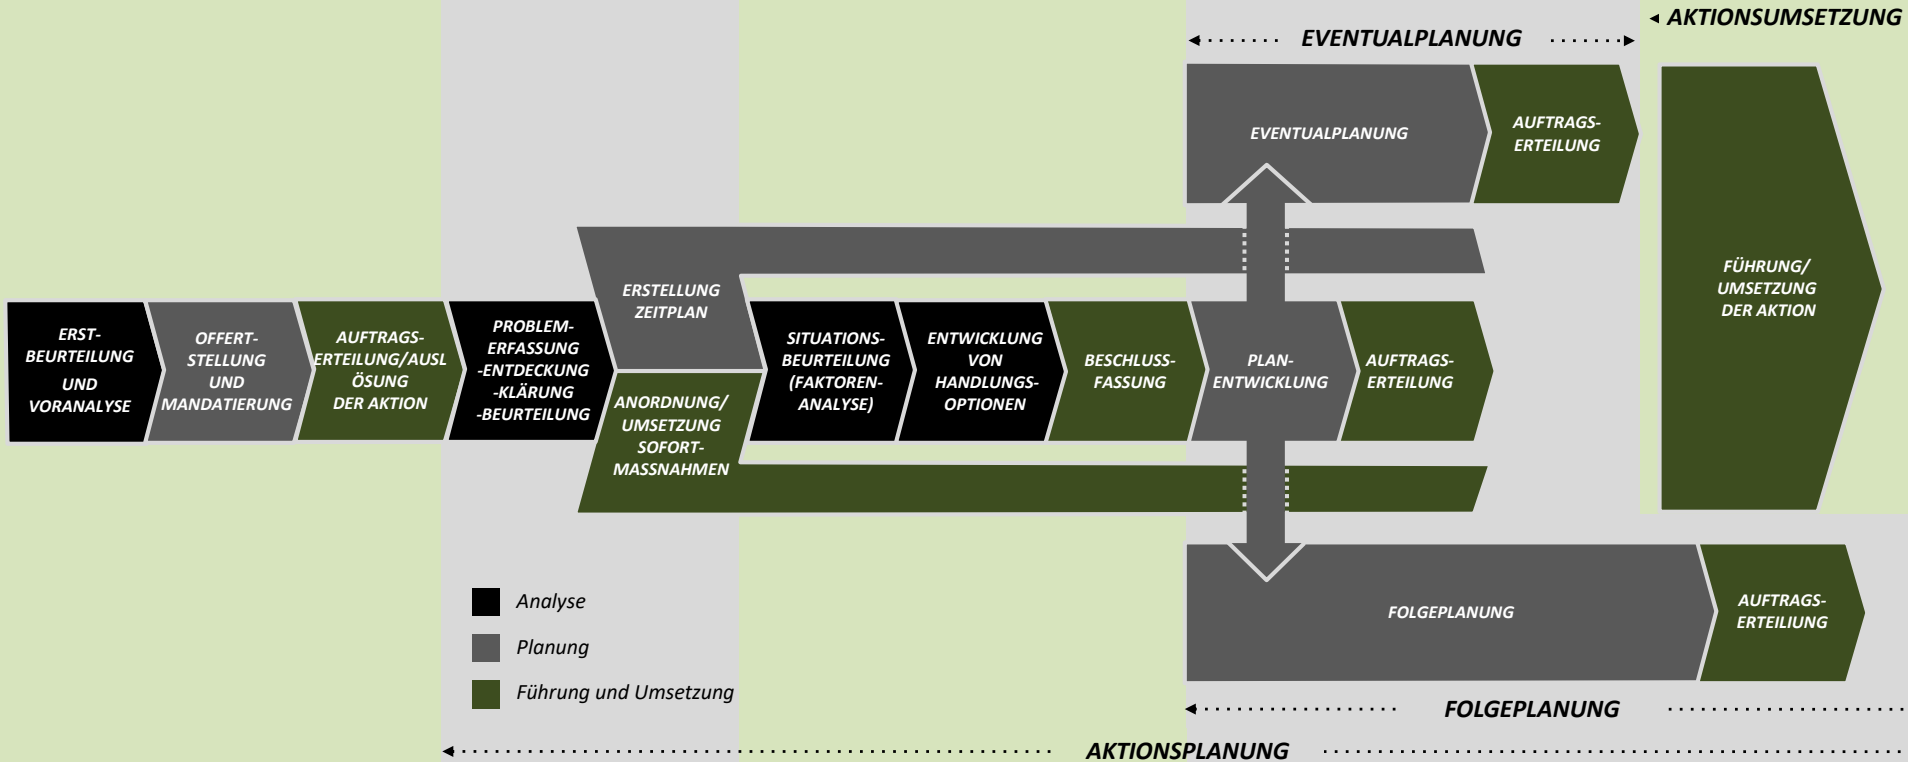 AKTIONSUMSETZUNG
EVENTUALPLANUNG
EVENTUALPLANUNG
AUFTRAGS-
ERTEILUNG
FÜHRUNG/
UMSETZUNG
DER AKTION
ERSTELLUNG
ZEITPLAN
ERST-
BEURTEILUNG
UND
VORANALYSE
OFFERT-
STELLUNG
UND
MANDATIERUNG
AUFTRAGS-
ERTEILUNG/AUSL
ÖSUNG
DER AKTION
PROBLEM-
ERFASSUNG
-ENTDECKUNG
-KLÄRUNG
-BEURTEILUNG
ANORDNUNG/
UMSETZUNG
SOFORT-
MASSNAHMEN
SITUATIONS-
BEURTEILUNG
(FAKTOREN-
ANALYSE)
ENTWICKLUNG
VON
HANDLUNGS-
OPTIONEN
BESCHLUSS-
FASSUNG
PLAN-
ENTWICKLUNG
AUFTRAGS-
ERTEILUNG
FOLGEPLANUNG
AUFTRAGS-
ERTEILIUNG
Analyse
Planung
Führung und Umsetzung
FOLGEPLANUNG
AKTIONSPLANUNG